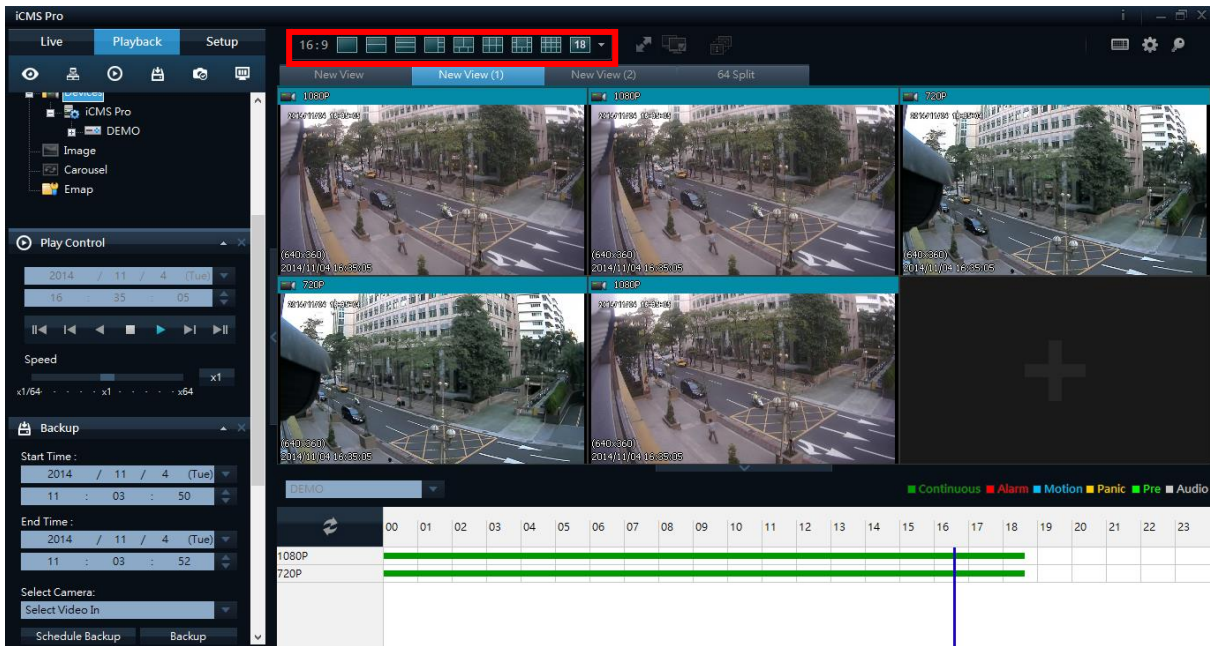 iCMS Pro
Live Playback Setup
16:9 18
New View New View (1) New View (2) 64 Split
Devices
iCMS Pro
DEMO
Image
Carousel
Emap
1080P 1080P 720P
(640x360) (640x360) (640x360)
2014/11/04 16:35:05 2014/11/04 16:35:05 2014/11/04 16:35:05
720P 1080P
(640x360) (640x360)
2014/11/04 16:35:05 2014/11/04 16:35:05
Play Control
2014 / 11 / 4 (Tue)
16 : 35 : 05
Speed
x1
x1/64 x1 x64
Backup
Start Time :
2014 / 11 / 4 (Tue)
11 : 03 : 50
End Time :
2014 / 11 / 4 (Tue)
11 : 03 : 52
Select Camera:
Select Video In
Schedule Backup Backup
DEMO
Continuous Alarm Motion Panic Pre Audio
00 01 02 03 04 05 06 07 08 09 10 11 12 13 14 15 16 17 18 19 20 21 22 23
1080P
720P